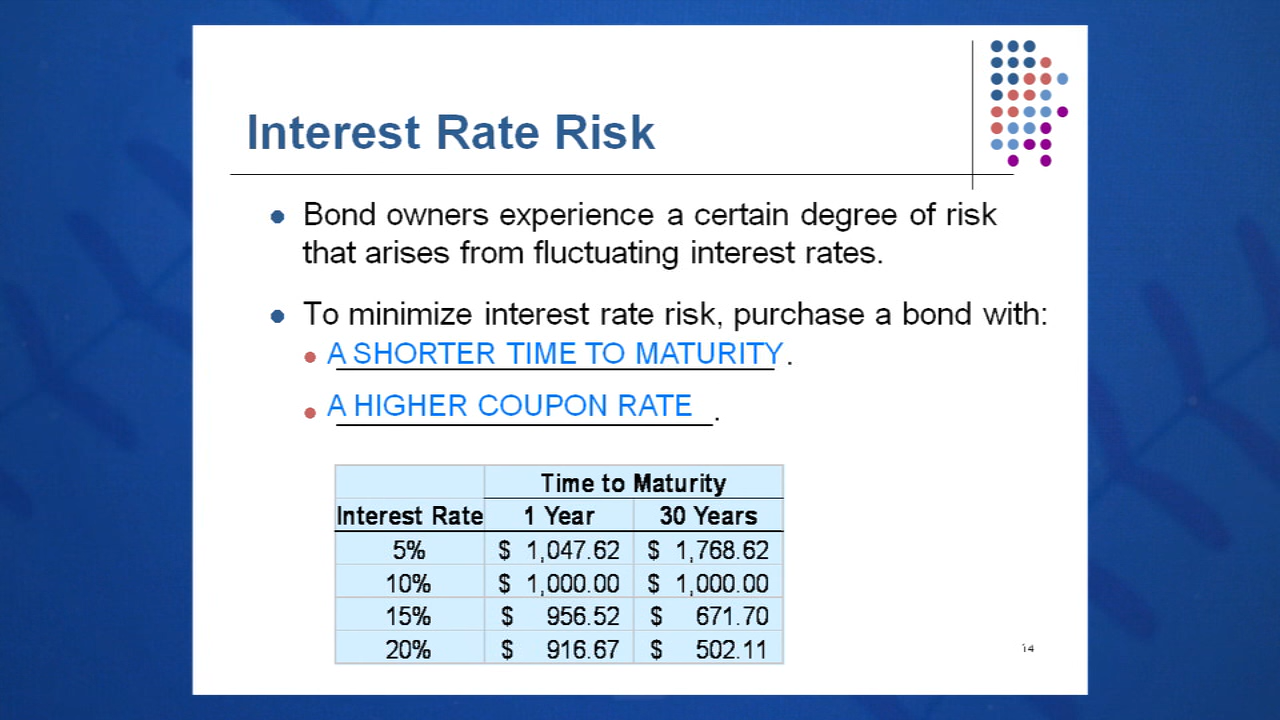 Interest Rate Risk
Bond owners experience a certain degree of risk
that arises from fluctuating interest rates.
To minimize interest rate risk, purchase a bond with:
A SHORTER TIME TO MATURITY.
A HIGHER COUPON RATE.
Time to Maturity
Interest Rate 1 Year 30 Years
5% $ 1,047.62 $ 1,768.62
10% $ 1,000.00 $ 1,000.00
15% $ 956.52 $ 671.70
20% $ 916.67 $ 502.11
14